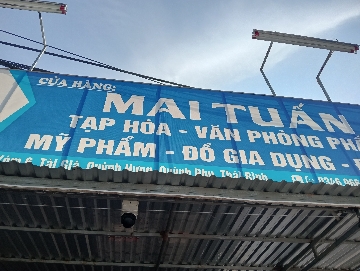 CỬA HÀNG:
MAI TUẤN
TẠP HÓA - VĂN PHÒNG PH
MỸ PHẨM - ĐỒ GIA DỤNG -
Quỳnh Hưng, Quỳnh Phụ, Thái Bình